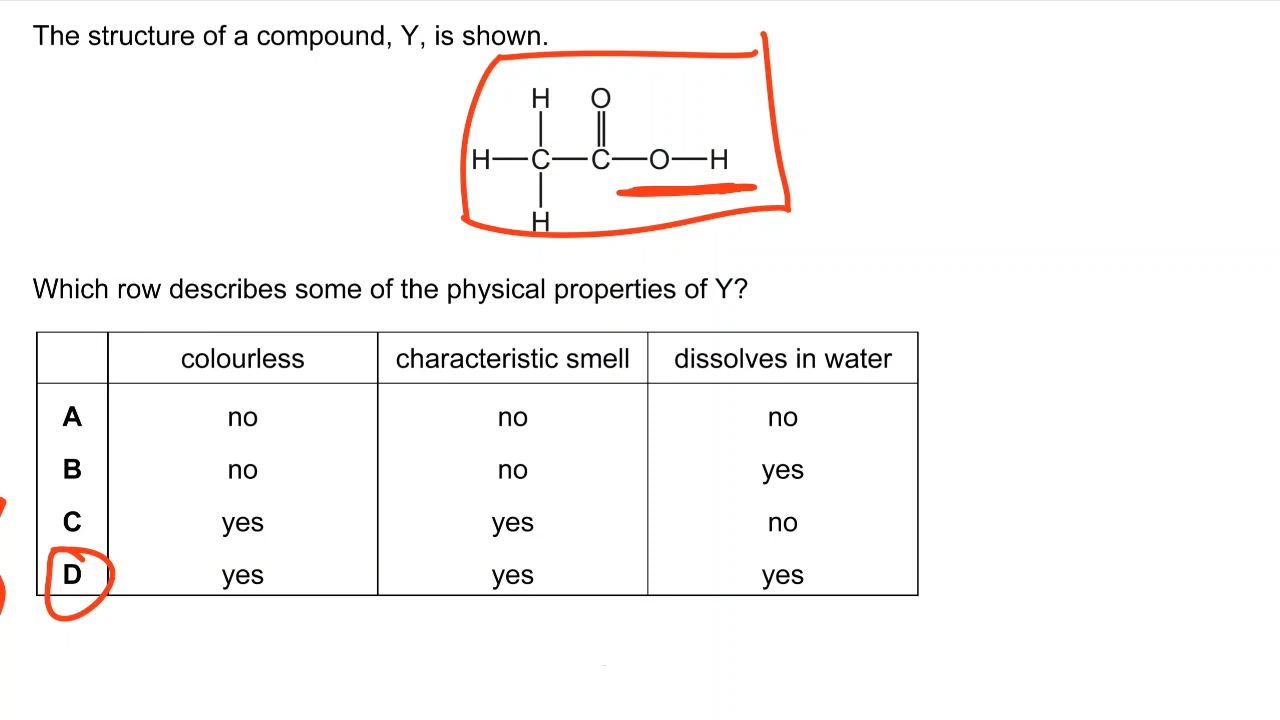 The structure of a compound, Y, is shown.
H O
H C C O H
H
Which row describes some of the physical properties of Y?
colourless characteristic smell dissolves in water
A no no no
B no no yes
C yes yes no
D yes yes yes